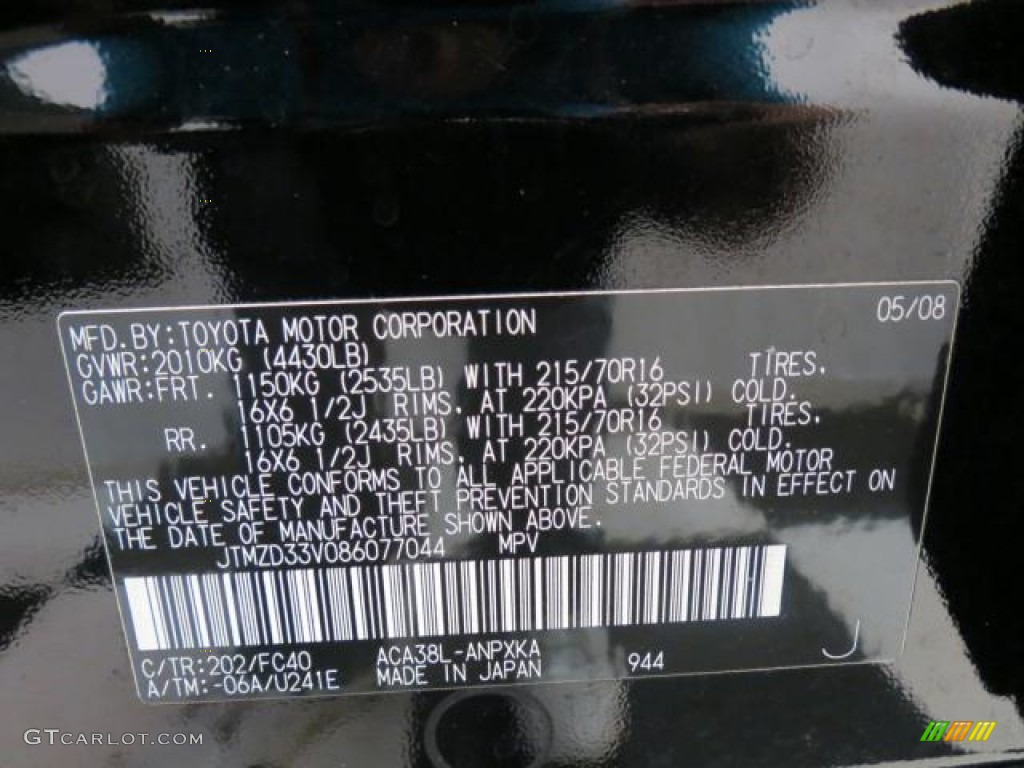 05/08
MFD.BY:TOYOTA MOTOR CORPORATION
GVWR:2010KG (4430LB)
GAWR:FRT. 1150KG (2535LB) WITH 215/70R16 TIRES.
16X6 1/2J RIMS. AT 220KPA (32PSI) COLD.
RR. 1105KG (2435LB) WITH 215/70R16 TIRES.
16X6 1/2J RIMS. AT 220KPA (32PSI) COLD.
THIS VEHICLE CONFORMS TO ALL APPLICABLE FEDERAL MOTOR
VEHICLE SAFETY AND THEFT PREVENTION STANDARDS IN EFFECT ON
THE DATE OF MANUFACTURE SHOWN ABOVE.
JTMZD33V086077044 MPV
C/TR:202/FC40 ACA38L-ANPXKA 944
A/TM:-06A/U241E MADE IN JAPAN
J
GTCARLOT.COM